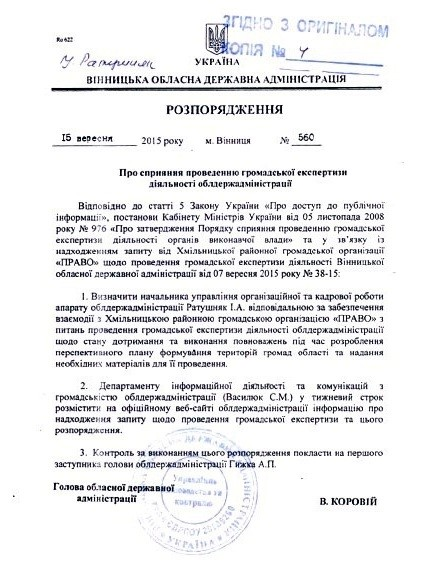 Ro 622
ЗГІДНО З ОРИГІНАЛОМ
КОПІЯ № 4
УКРАЇНА
ВІННИЦЬКА ОБЛАСНА ДЕРЖАВНА АДМІНІСТРАЦІЯ
РОЗПОРЯДЖЕННЯ
15 вересня 2015 року м. Вінниця № 560
Про сприяння проведенню громадської експертизи
діяльності облдержадміністрації
Відповідно до статті 5 Закону України «Про доступ до публічної
інформації», постанови Кабінету Міністрів України від 05 листопада 2008
року № 976 «Про затвердження Порядку сприяння проведенню громадської
експертизи діяльності органів виконавчої влади» та у зв'язку із
надходженням запиту від Хмільницької районної громадської організації
«ПРАВО» щодо проведення громадської експертизи діяльності Вінницької
обласної державної адміністрації від 07 вересня 2015 року № 38-15:
1. Визначити начальника управління організаційної та кадрової роботи
апарату облдержадміністрації Ратушняк І.А. відповідальною за забезпечення
взаємодії з Хмільницькою районною громадською організацією «ПРАВО» з
питань проведення громадської експертизи діяльності облдержадміністрації
щодо стану дотримання та виконання повноважень під час розроблення
перспективного плану формування територій громад області та надання
необхідних матеріалів для її проведення.
2. Департаменту інформаційної діяльності та комунікацій з
громадськістю облдержадміністрації (Василюк С.М.) у тижневий строк
розмістити на офіційному веб-сайті облдержадміністрації інформацію про
надходження запиту щодо проведення громадської експертизи та цього
розпорядження.
3. Контроль за виконанням цього розпорядження покласти на першого
заступника голови облдержадміністрації Гижка А.П.
Голова обласної державної
адміністрації В. КОРОВІЙ